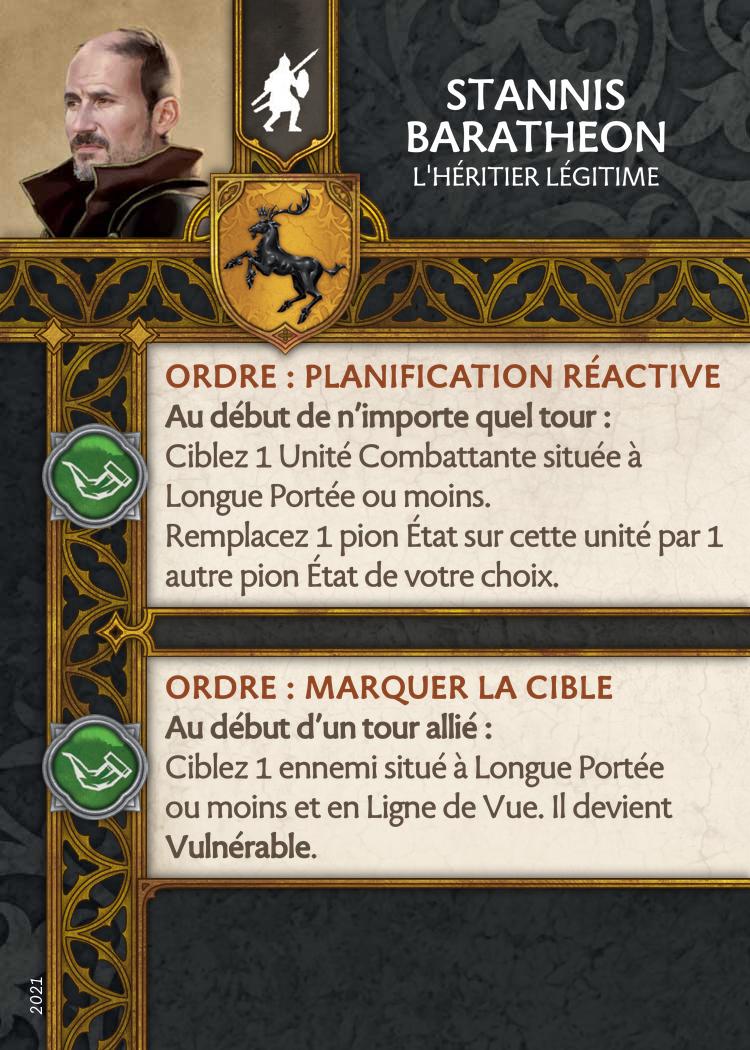 STANNIS
BARATHEON
L'HÉRITIER LÉGITIME
ORDRE : PLANIFICATION RÉACTIVE
Au début de n'importe quel tour :
Ciblez 1 Unité Combattante située à
Longue Portée ou moins.
Remplacez 1 pion État sur cette unité par 1
autre pion État de votre choix.
ORDRE : MARQUER LA CIBLE
Au début d'un tour allié :
Ciblez 1 ennemi situé à Longue Portée
ou moins et en Ligne de Vue. Il devient
Vulnérable.
2021